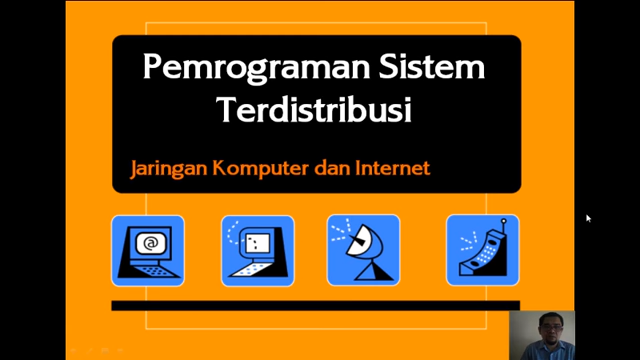 Pemrograman Sistem
Terdistribusi
Jaringan Komputer dan Internet
@